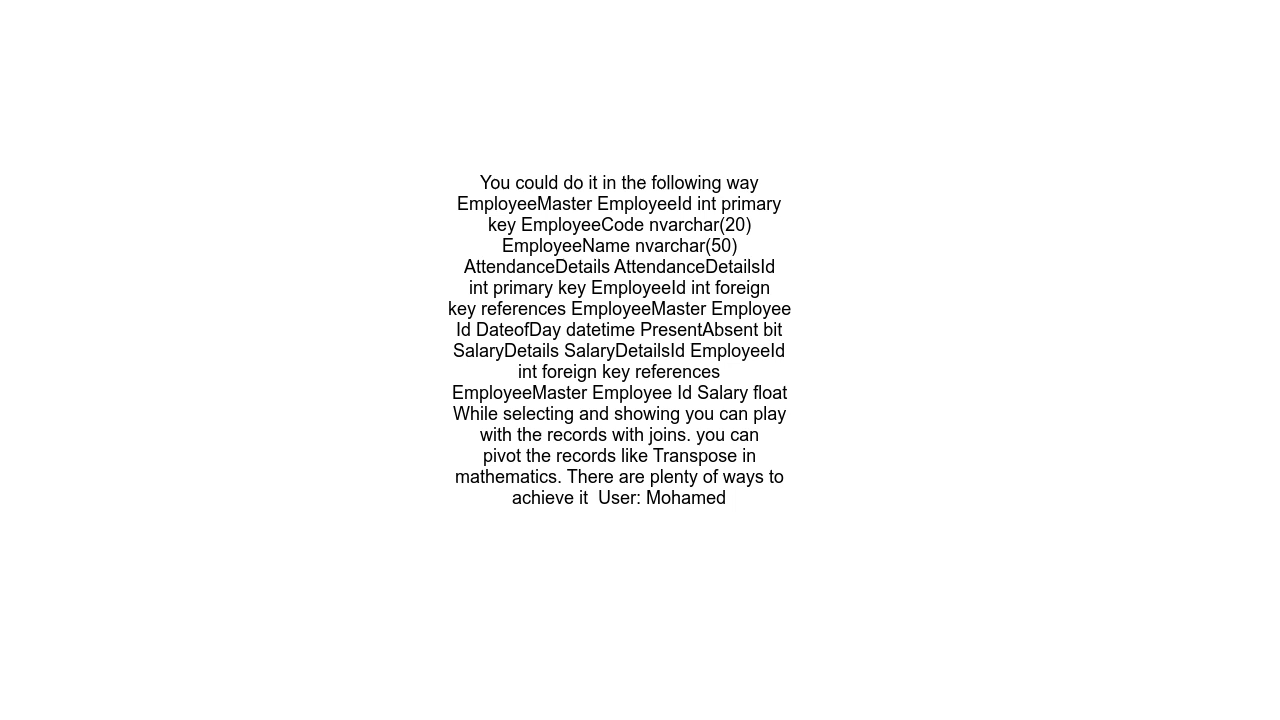 You could do it in the following way
EmployeeMaster EmployeeId int primary
key EmployeeCode nvarchar(20)
EmployeeName nvarchar(50)
AttendanceDetails AttendanceDetailsId
int primary key EmployeeId int foreign
key references EmployeeMaster Employee
Id DateofDay datetime PresentAbsent bit
SalaryDetails SalaryDetailsId EmployeeId
int foreign key references
EmployeeMaster Employee Id Salary float
While selecting and showing you can play
with the records with joins. you can
pivot the records like Transpose in
mathematics. There are plenty of ways to
achieve it  User: Mohamed